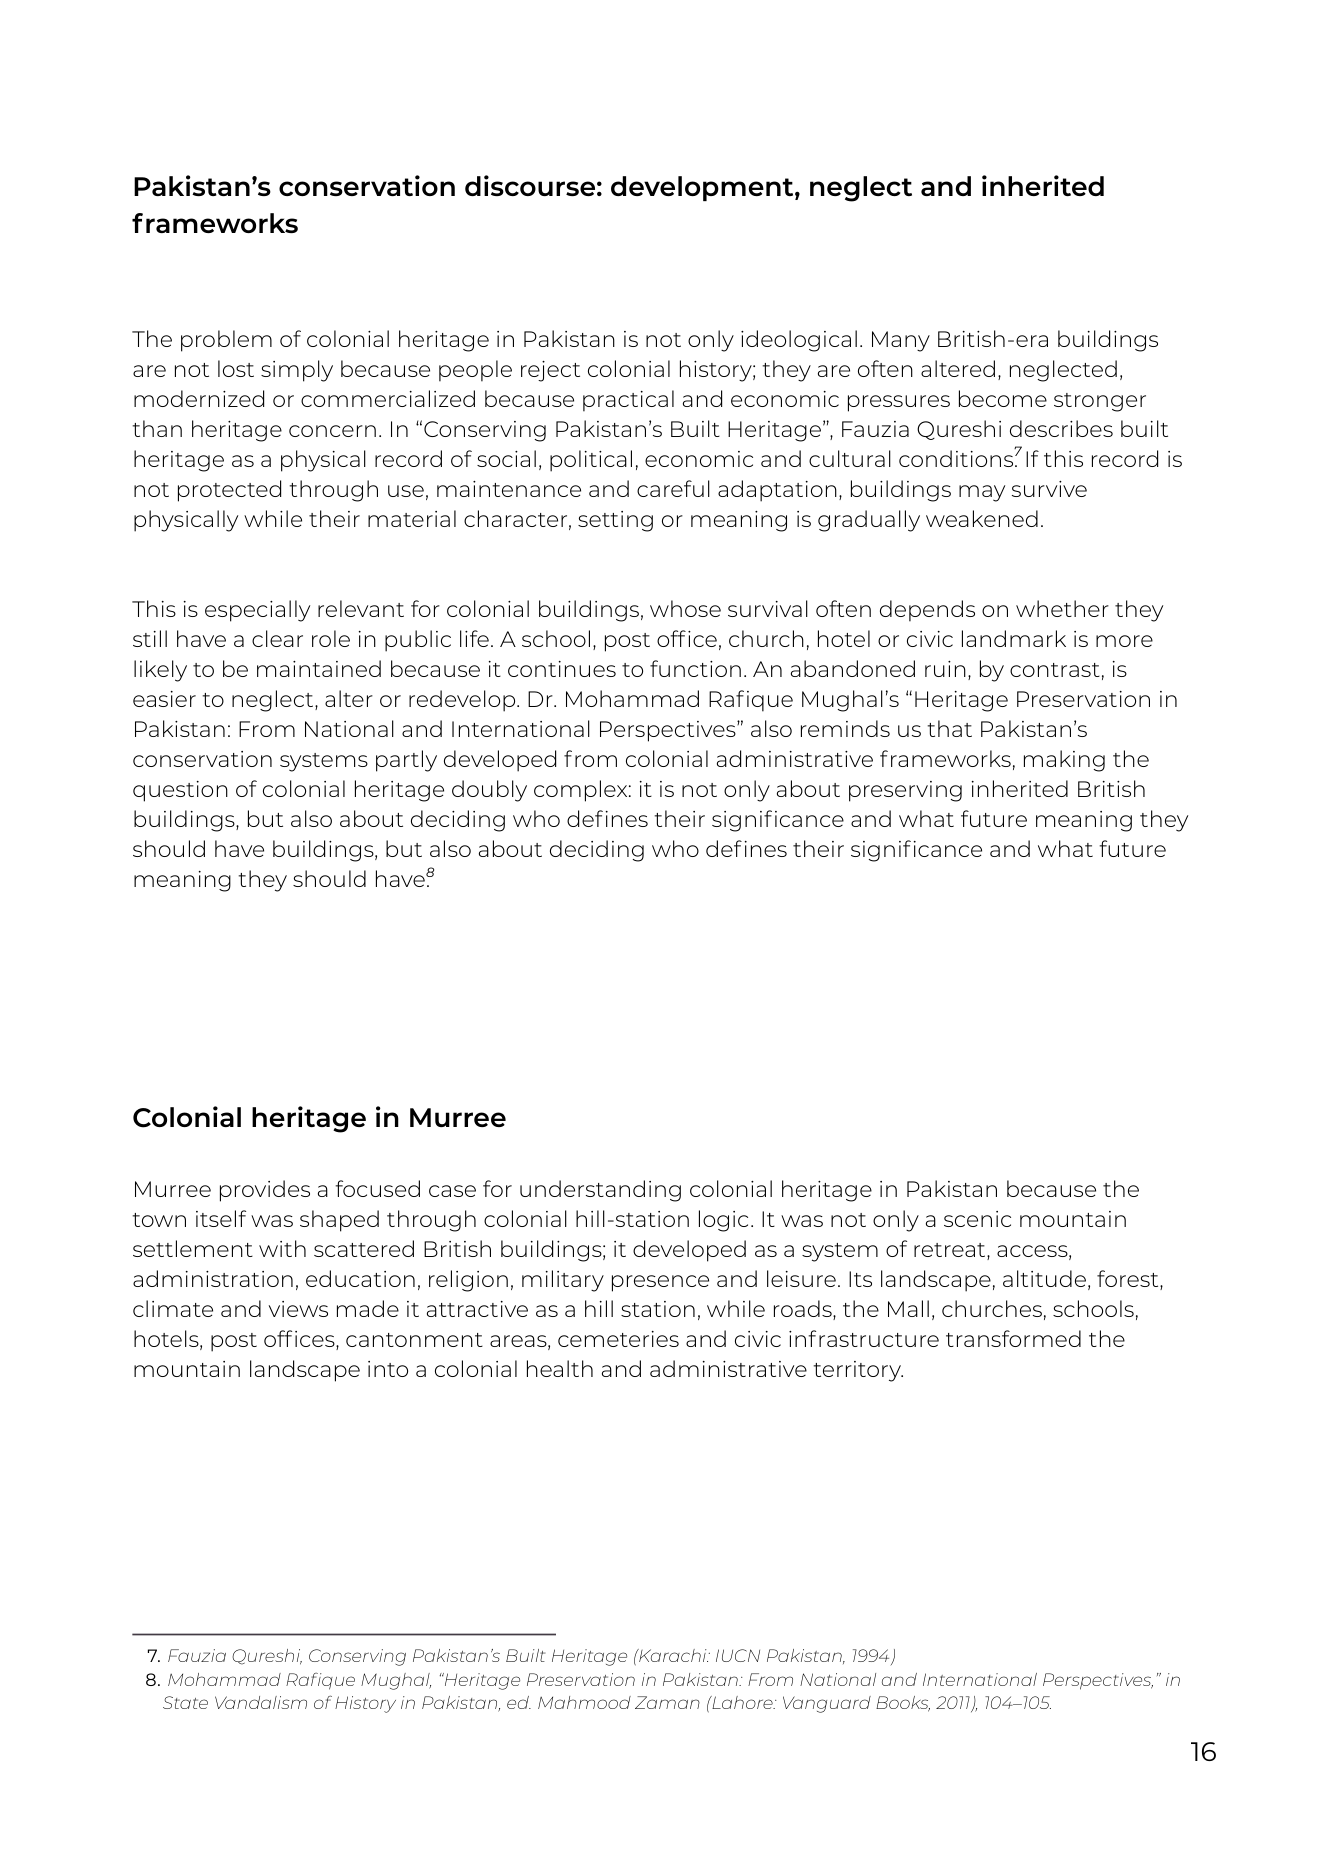 Pakistan’s conservation discourse: development, neglect and inherited
frameworks
The problem of colonial heritage in Pakistan is not only ideological. Many British-era buildings
are not lost simply because people reject colonial history; they are often altered, neglected,
modernized or commercialized because practical and economic pressures become stronger
than heritage concern. In “Conserving Pakistan’s Built Heritage”, Fauzia Qureshi describes built
heritage as a physical record of social, political, economic and cultural conditions.7 If this record is
not protected through use, maintenance and careful adaptation, buildings may survive
physically while their material character, setting or meaning is gradually weakened.
This is especially relevant for colonial buildings, whose survival often depends on whether they
still have a clear role in public life. A school, post office, church, hotel or civic landmark is more
likely to be maintained because it continues to function. An abandoned ruin, by contrast, is
easier to neglect, alter or redevelop. Dr. Mohammad Rafique Mughal’s “Heritage Preservation in
Pakistan: From National and International Perspectives” also reminds us that Pakistan’s
conservation systems partly developed from colonial administrative frameworks, making the
question of colonial heritage doubly complex: it is not only about preserving inherited British
buildings, but also about deciding who defines their significance and what future meaning they
should have buildings, but also about deciding who defines their significance and what future
meaning they should have.8
Colonial heritage in Murree
Murree provides a focused case for understanding colonial heritage in Pakistan because the
town itself was shaped through colonial hill-station logic. It was not only a scenic mountain
settlement with scattered British buildings; it developed as a system of retreat, access,
administration, education, religion, military presence and leisure. Its landscape, altitude, forest,
climate and views made it attractive as a hill station, while roads, the Mall, churches, schools,
hotels, post offices, cantonment areas, cemeteries and civic infrastructure transformed the
mountain landscape into a colonial health and administrative territory.
7. Fauzia Qureshi, Conserving Pakistan’s Built Heritage (Karachi: IUCN Pakistan, 1994)
8. Mohammad Rafique Mughal, “Heritage Preservation in Pakistan: From National and International Perspectives,” in
State Vandalism of History in Pakistan, ed. Mahmood Zaman (Lahore: Vanguard Books, 2011), 104–105.
16